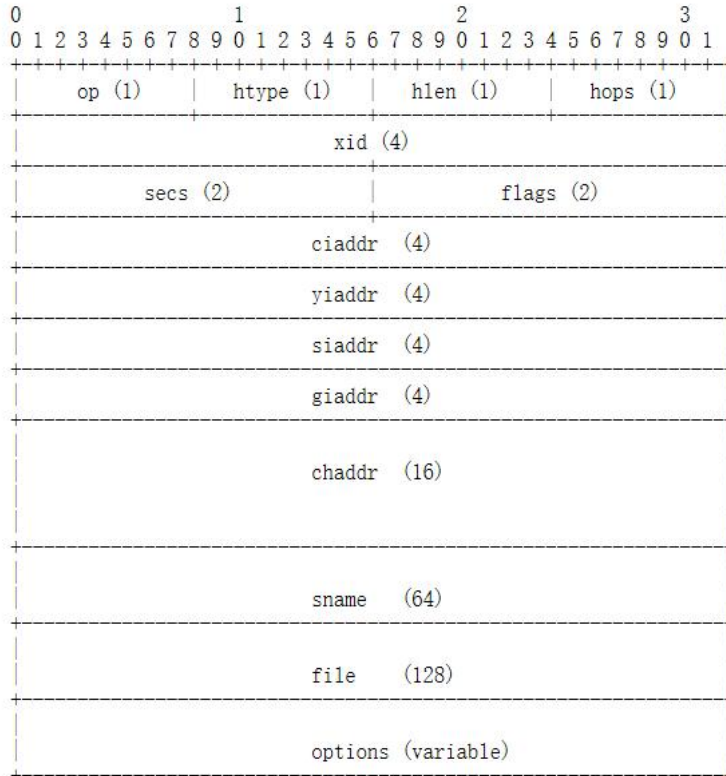 0 1 2 3
0 1 2 3 4 5 6 7 8 9 0 1 2 3 4 5 6 7 8 9 0 1 2 3 4 5 6 7 8 9 0 1
op (1) | htype (1) | hlen (1) | hops (1)
xid (4)
secs (2) | flags (2)
ciaddr (4)
yiaddr (4)
siaddr (4)
giaddr (4)
chaddr (16)
sname (64)
file (128)
options (variable)